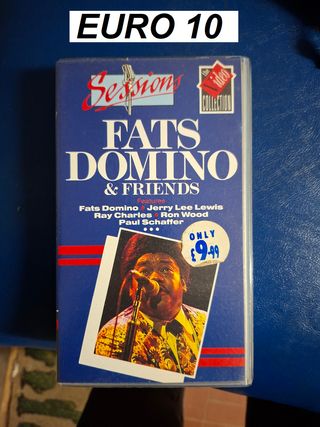 EURO 10
Sessions
the
Video
COLLECTION
FATS
DOMINO
& FRIENDS
Features
Fats Domino Jerry Lee Lewis
Ray Charles Ron Wood
Paul Schaffer
ONLY
£9.99